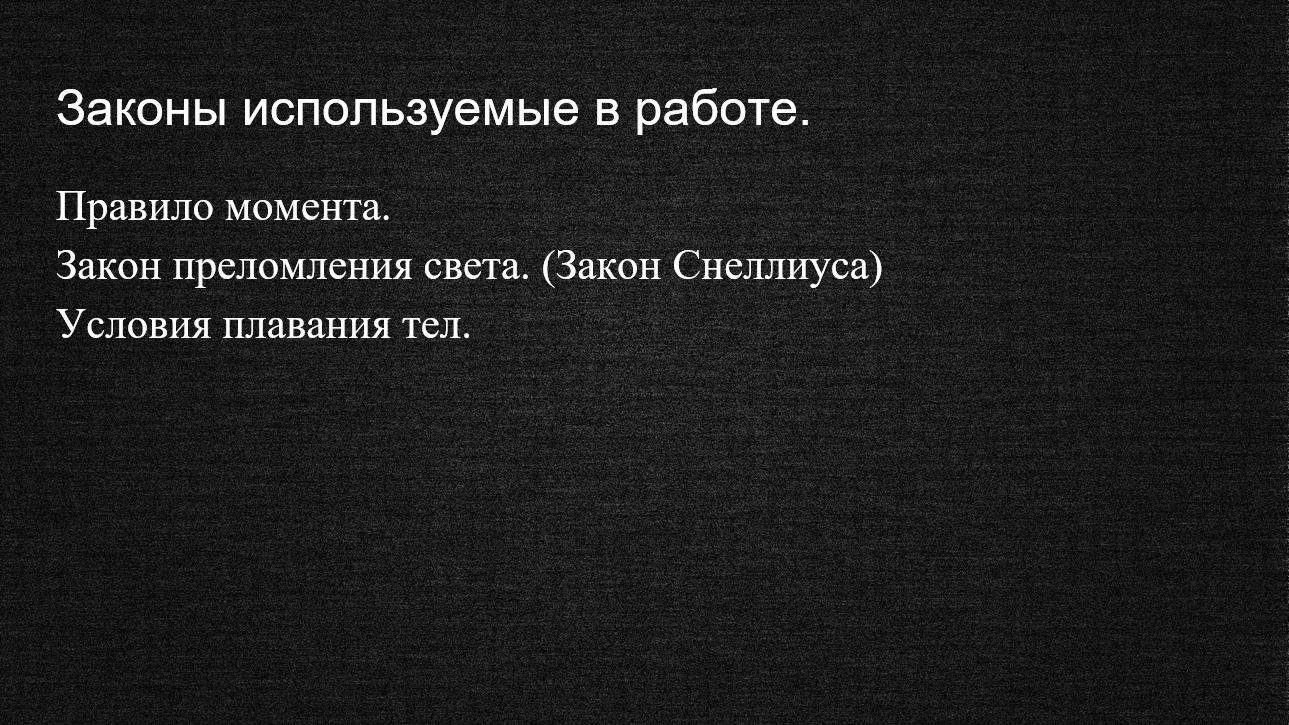 Законы используемые в работе.
Правило момента.
Закон преломления света. (Закон Снеллиуса)
Условия плавания тел.